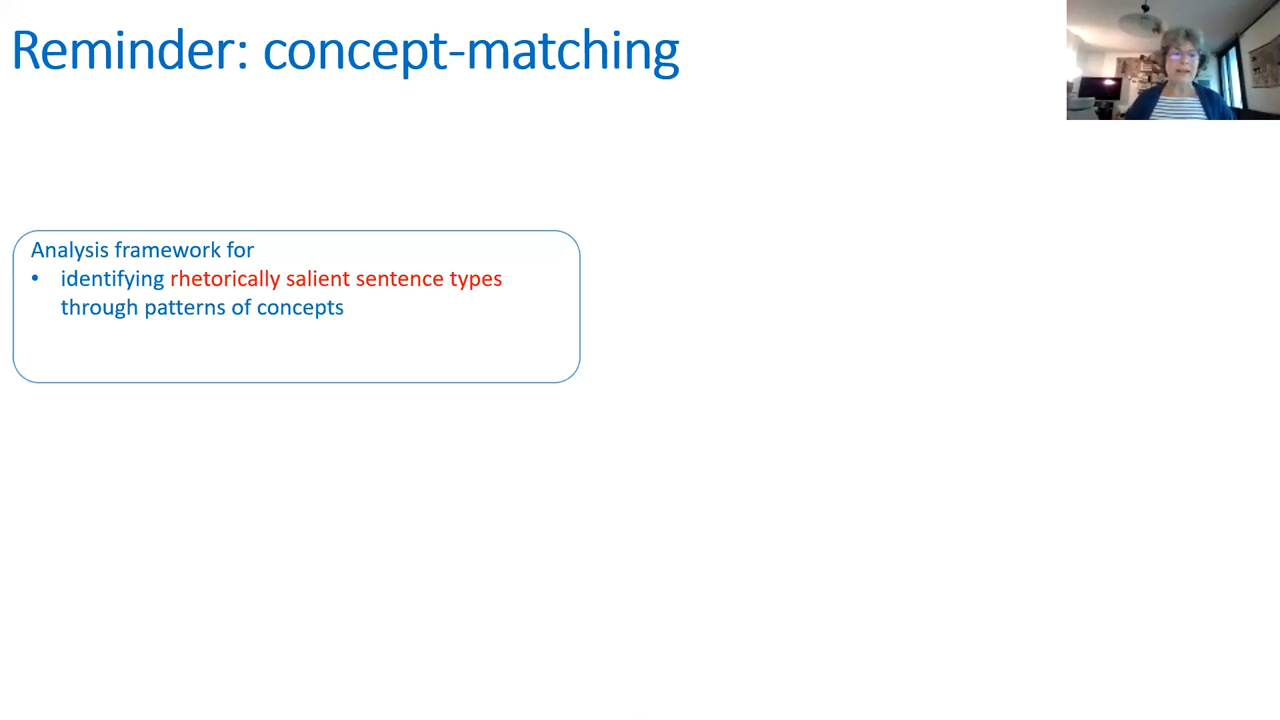 Reminder: concept-matching
Analysis framework for
• identifying rhetorically salient sentence types
through patterns of concepts